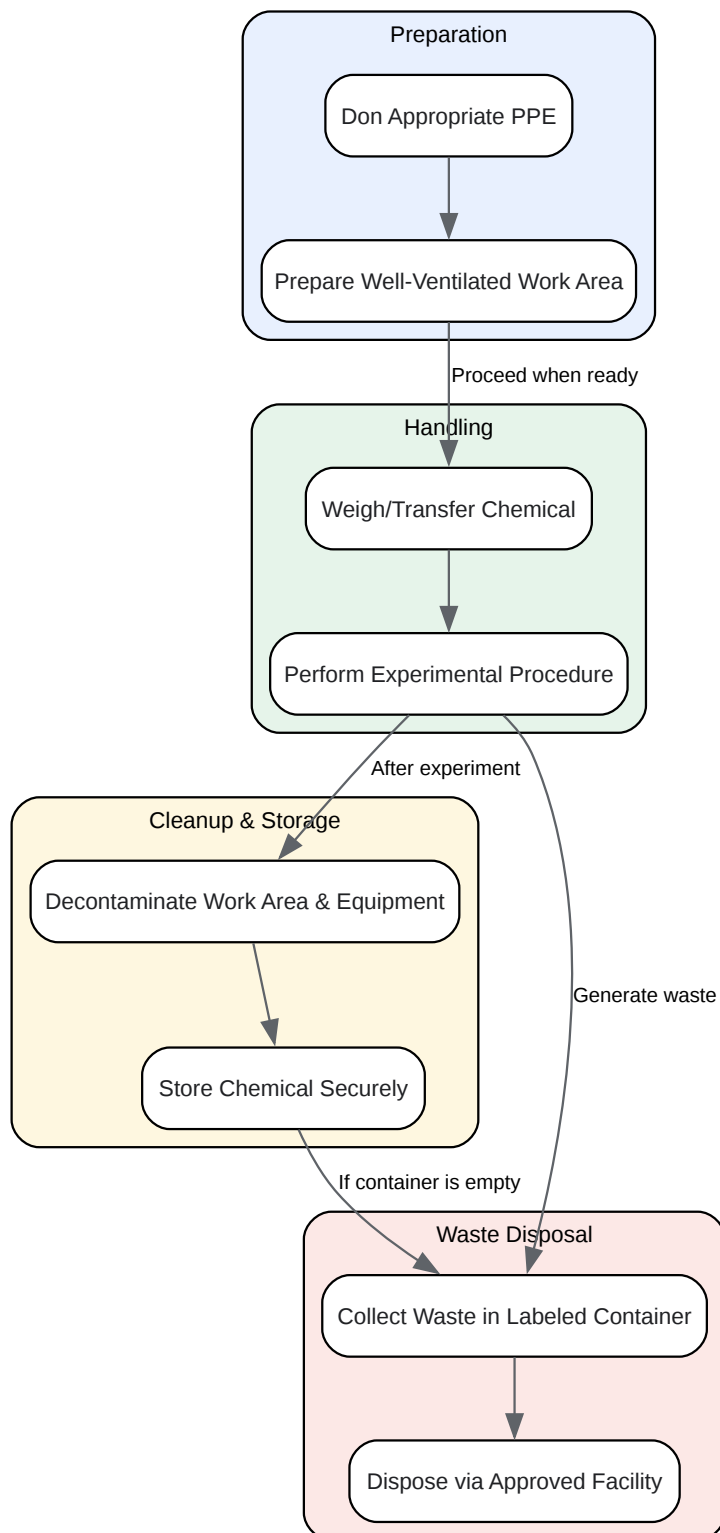 Preparation
Don Appropriate PPE
Prepare Well-Ventilated Work Area
Proceed when ready
Handling
Weigh/Transfer Chemical
Perform Experimental Procedure
After experiment
Cleanup & Storage
Decontaminate Work Area & Equipment
Generate waste
Store Chemical Securely
If container is empty
Waste Disposal
Collect Waste in Labeled Container
Dispose via Approved Facility